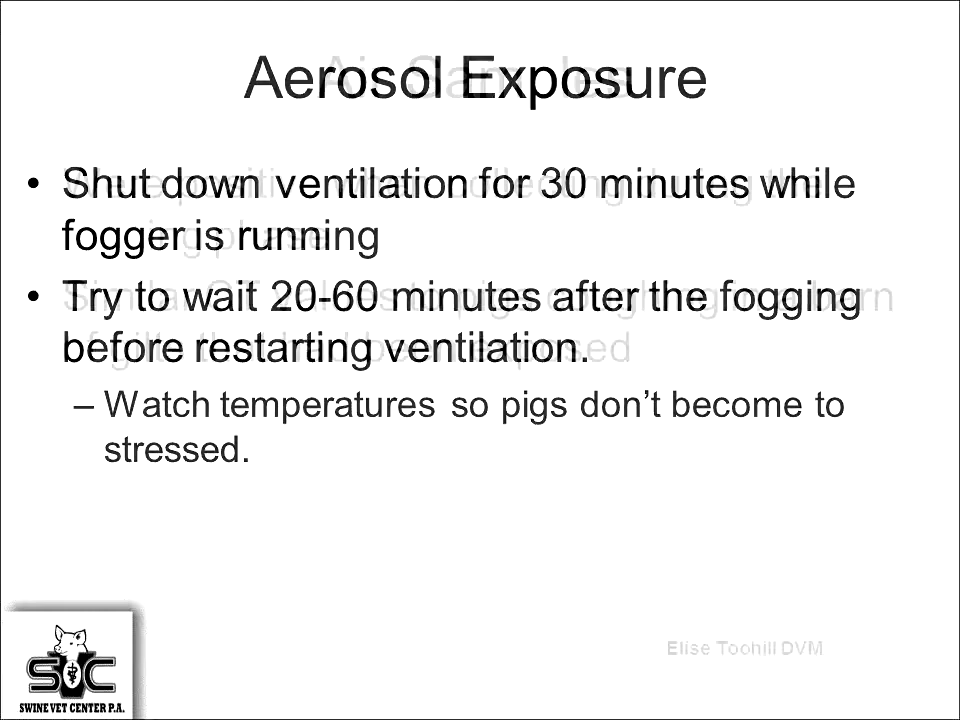 Aerosol Exposure
• Shut down ventilation for 30 minutes while
fogger is running
• Try to wait 20-60 minutes after the fogging
before restarting ventilation.
– Watch temperatures so pigs don’t become to
stressed.
Elise Toohill DVM
SVC
SWINE VET CENTER P.A.